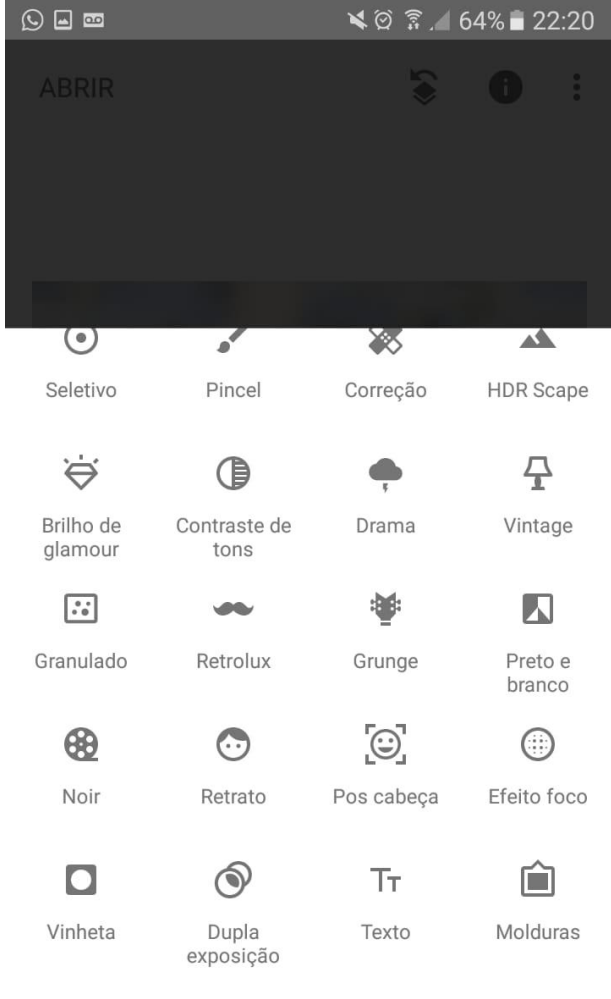 64% 22:20
ABRIR
Seletivo Pincel Correção HDR Scape
Brilho de Contraste de Drama Vintage
glamour tons
Granulado Retrolux Grunge Preto e
branco
Noir Retrato Pos cabeça Efeito foco
Vinheta Dupla Texto Molduras
exposição